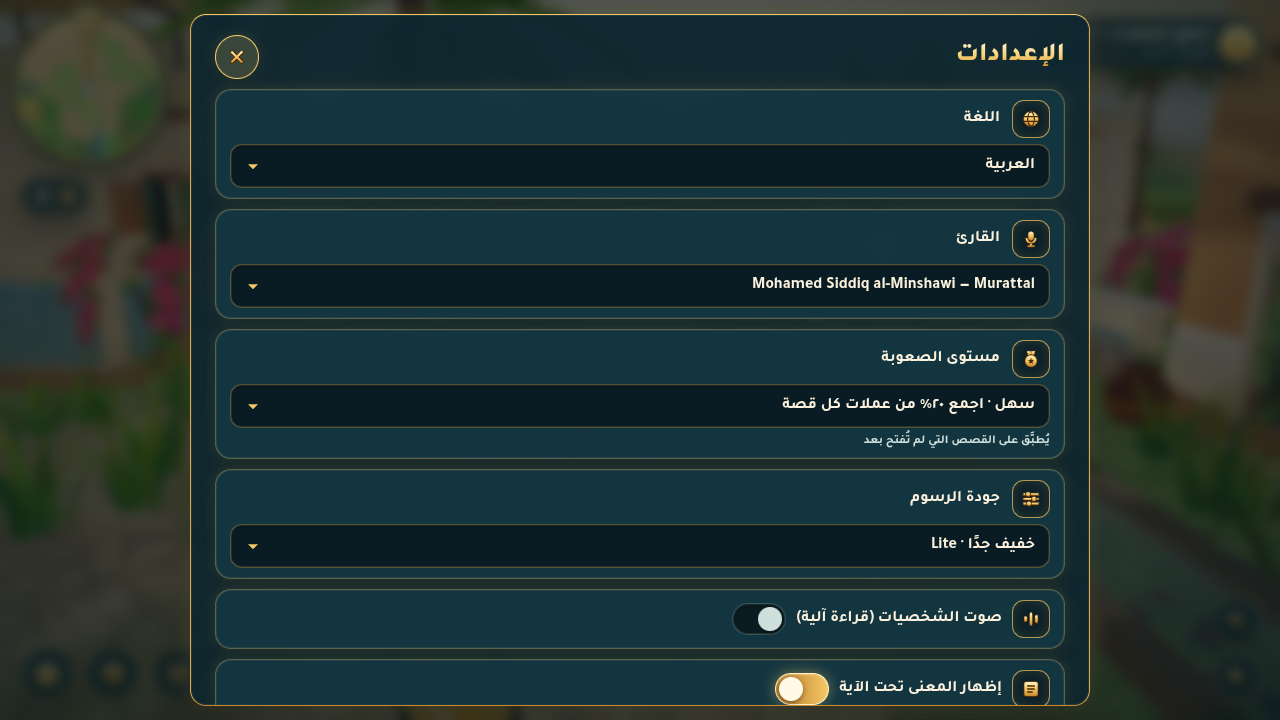 الإعدادات
اللغة
العربية
القارئ
Mohamed Siddiq al-Minshawi – Murattal
مستوى الصعوبة
سهل · اجمع ٢٠% من عملات كل قصة
يُطبَّق على القصص التي لم تُفتح بعد
جودة الرسوم
خفيف جدًا · Lite
صوت الشخصيات (قراءة آلية)
إظهار المعنى تحت الآية